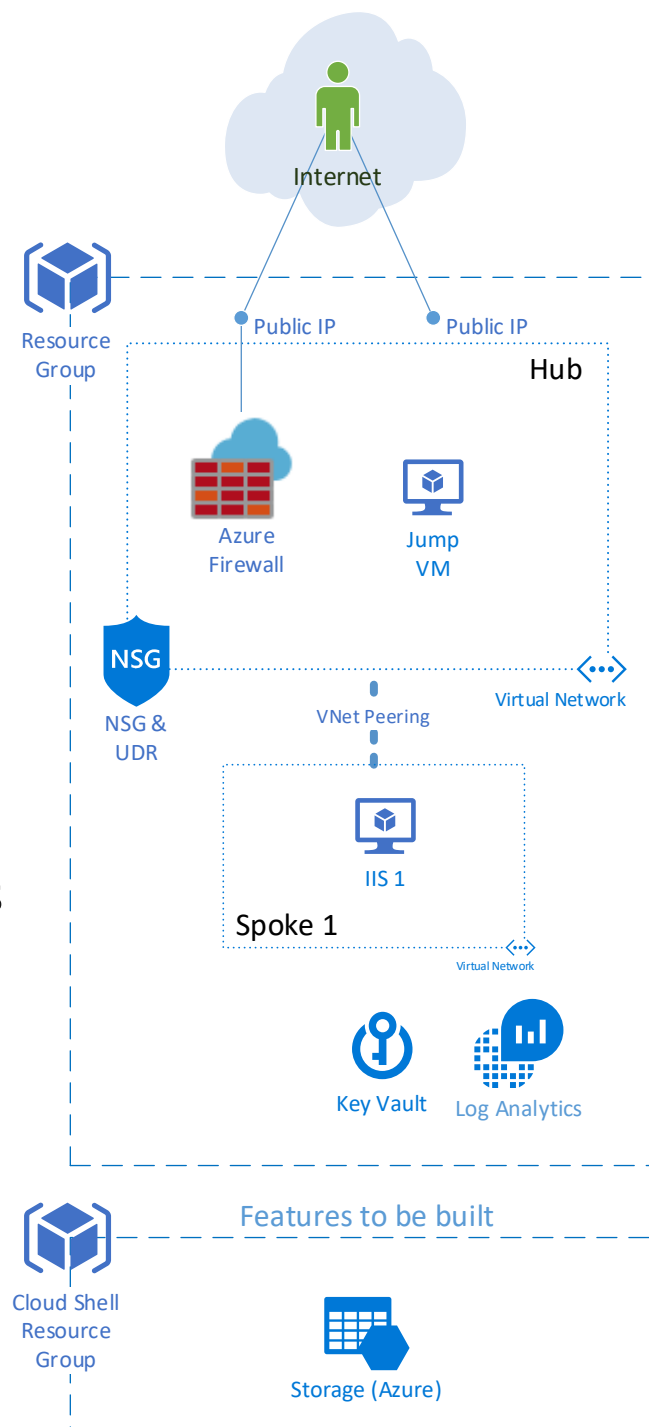 Internet
Public IP
Public IP
Resource
Group
Hub
Azure
Firewall
Jump
VM
NSG
NSG &
UDR
Virtual Network
VNet Peering
IIS 1
Spoke 1
Virtual Network
Key Vault
Log Analytics
Features to be built
Cloud Shell
Resource
Group
Storage (Azure)